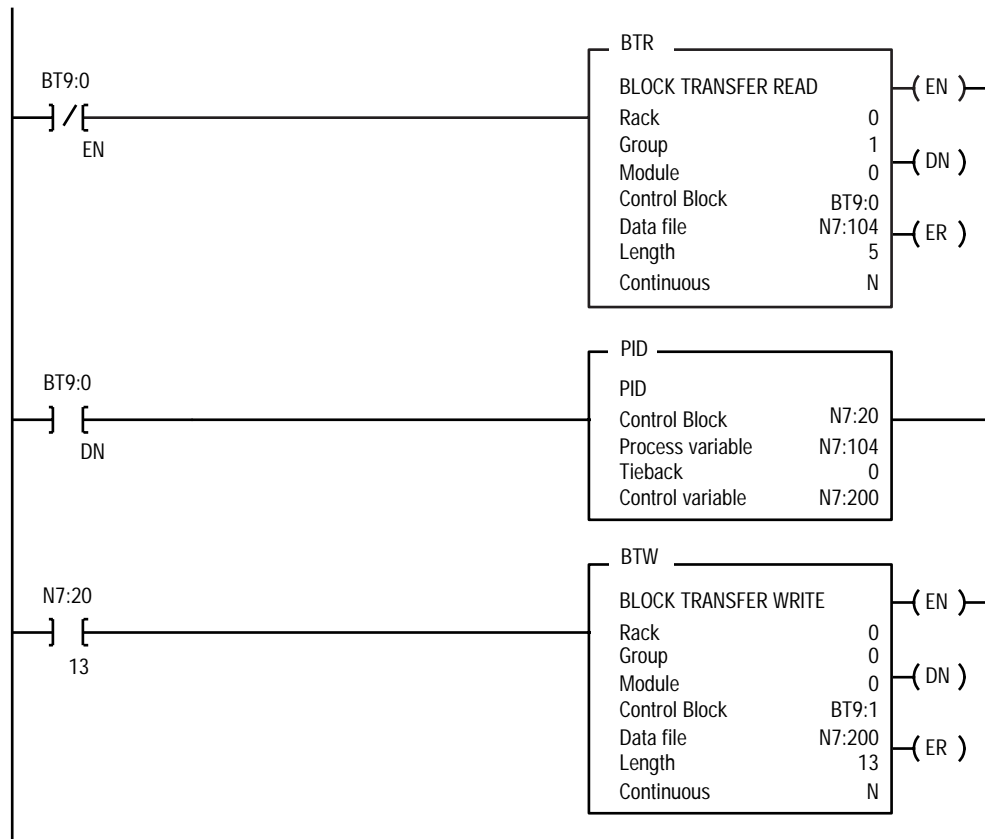 BTR
BT9:0
BLOCK TRANSFER READ
EN
Rack 0
EN
Group 1
DN
Module 0
Control Block BT9:0
Data file N7:104
ER
Length 5
Continuous N
PID
BT9:0
PID
Control Block N7:20
DN
Process variable N7:104
Tieback 0
Control variable N7:200
BTW
N7:20
BLOCK TRANSFER WRITE
EN
Rack 0
13
Group 0
DN
Module 0
Control Block BT9:1
Data file N7:200
ER
Length 13
Continuous N